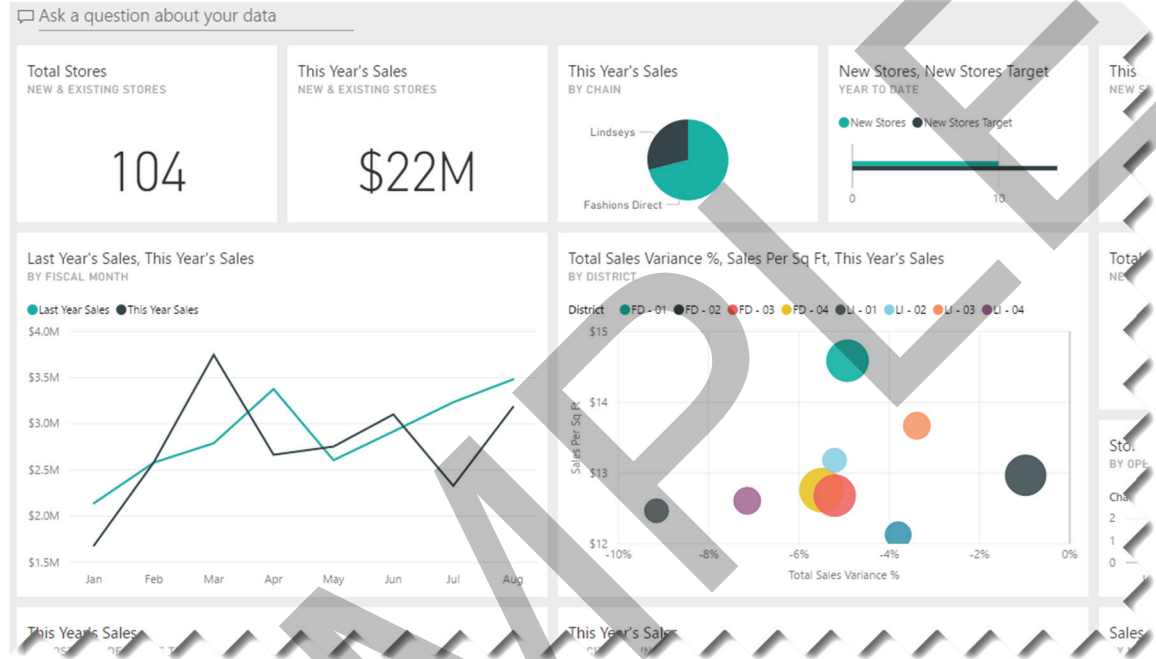 Ask a question about your data
Total Stores
NEW & EXISTING STORES
104
This Year's Sales
NEW & EXISTING STORES
$22M
This Year's Sales
BY CHAIN
Lindseys
Fashions Direct
New Stores, New Stores Target
YEAR TO DATE
New Stores New Stores Target
0 10
This
NEW
Last Year's Sales, This Year's Sales
BY FISCAL MONTH
Last Year Sales This Year Sales
$4.0M
$3.5M
$3.0M
$2.5M
$2.0M
$1.5M
Jan Feb Mar Apr May Jun Jul Aug
Total Sales Variance %, Sales Per Sq Ft, This Year's Sales
BY DISTRICT
District FD - 01 FD - 02 FD - 03 FD - 04 LI - 01 LI - 02 LI - 03 LI - 04
$15
$14
$13
$12
Sales Per Sq Ft
-10% -8% -6% -4% -2% 0%
Total Sales Variance %
Total
NE
Sto
BY OPE
Cha
2
1
0
This Year's Sales
This Year's Sales
Sales
MPLE